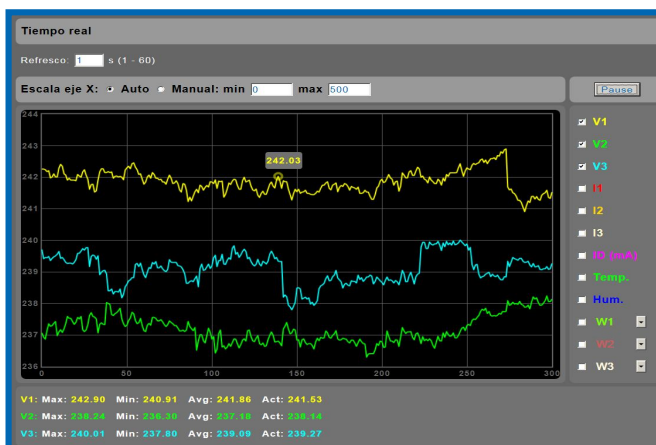 Tiempo real
Refresco: 1 s (1 - 60)
Escala eje X: Auto Manual: min 0 max 500
Pause
244
243
242
241
240
239
238
237
236
242.03
0 50 100 150 200 250 300
V1
V2
V3
I1
I2
I3
Temp.
Hum.
W1
W2
W3
V1: Max: 242.90 Min: 240.91 Avg: 241.86 Act: 241.53
V2: Max: 238.24 Min: 236.30 Avg: 237.18 Act: 238.14
V3: Max: 240.01 Min: 237.80 Avg: 239.09 Act: 239.27